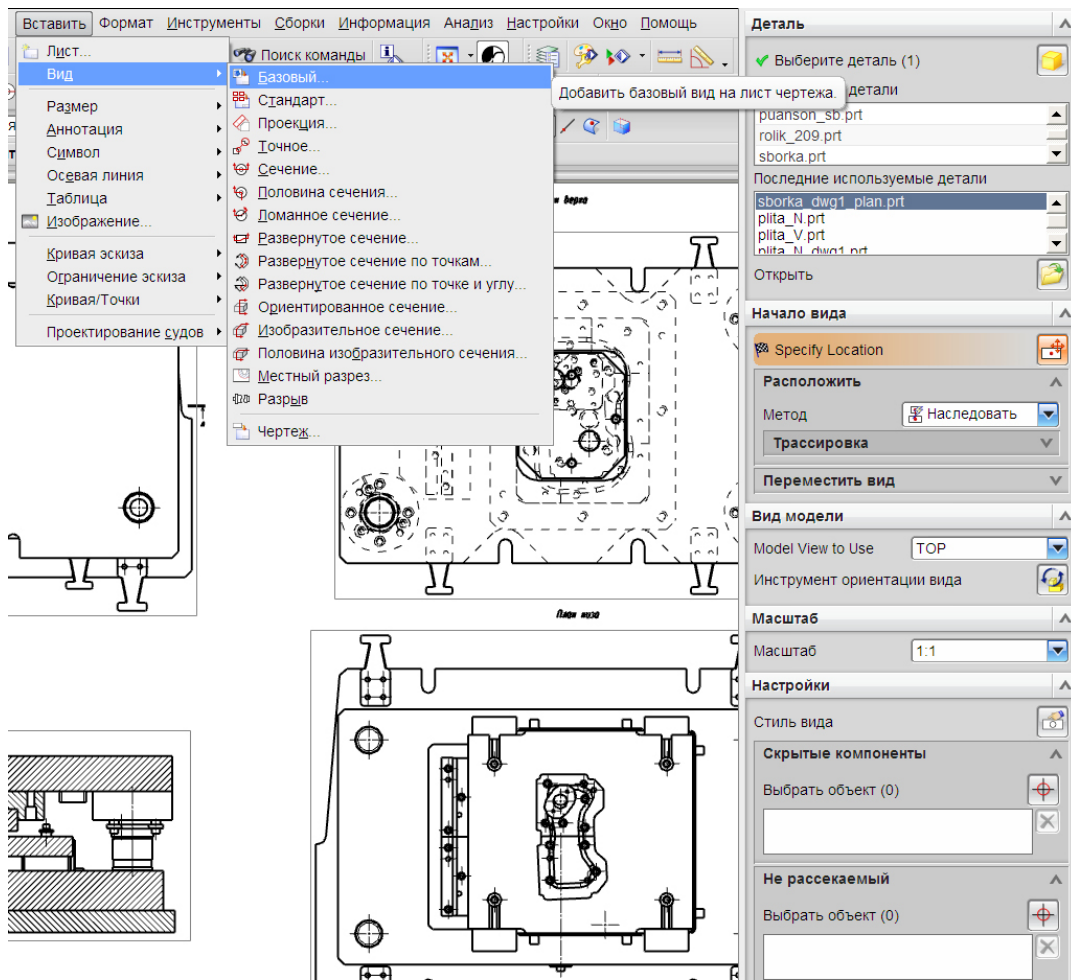 Вставить Формат Инструменты Сборки Информация Анализ Настройки Окно Помощь
Лист...
Поиск команды
Вид
Размер
Аннотация
Символ
Осевая линия
Таблица
Изображение...
Кривая эскиза
Ограничение эскиза
Кривая/Точки
Проектирование судов
Базовый...
Стандарт...
Проекция...
Точное...
Сечение...
Половина сечения...
Ломанное сечение...
Развернутое сечение...
Развернутое сечение по точкам...
Развернутое сечение по точке и углу...
Ориентированное сечение...
Изобразительное сечение...
Половина изобразительного сечения...
Местный разрез...
Разрыв
Чертеж...
Добавить базовый вид на лист чертежа.
верха
План низа
Деталь
Выберите деталь (1)
детали
puanson_sb.prt
rolik_209.prt
sborka.prt
Последние используемые детали
sborka_dwg1_plan.prt
plita_N.prt
plita_V.prt
plita_N_dwg1.prt
Открыть
Начало вида
Specify Location
Расположить
Метод
Наследовать
Трассировка
Переместить вид
Вид модели
Model View to Use
TOP
Инструмент ориентации вида
Масштаб
Масштаб
1:1
Настройки
Стиль вида
Скрытые компоненты
Выбрать объект (0)
Не рассекаемый
Выбрать объект (0)